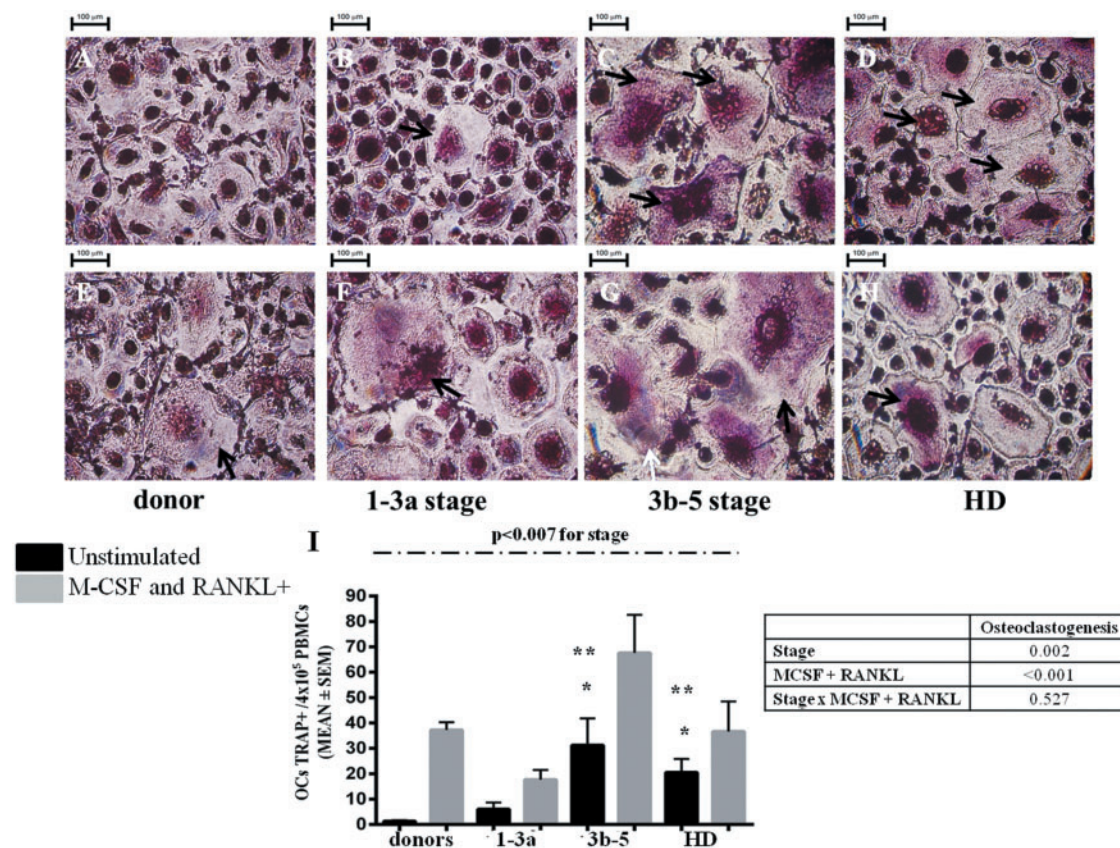 100 µm 100 µm 100 µm 100 µm
A B C D
100 µm 100 µm 100 µm 100 µm
E F G H
donor 1-3a stage 3b-5 stage HD
I p<0.007 for stage
Unstimulated
M-CSF and RANKL+
OCs TRAP+ /4x10⁵ PBMCs
(MEAN ± SEM)
90
80
70
60
50
40
30
20
10
0
** **
* *
donors 1-3a 3b-5 HD
Osteoclastogenesis
Stage 0.002
MCSF + RANKL <0.001
Stage x MCSF + RANKL 0.527